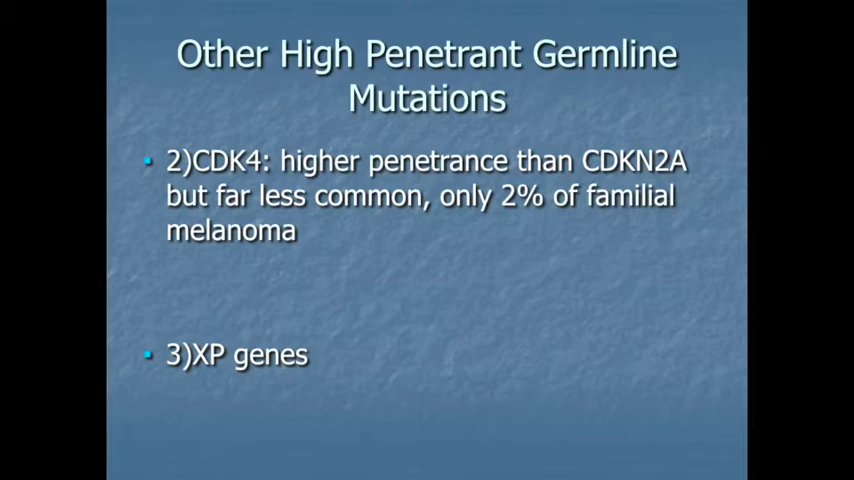 Other High Penetrant Germline
Mutations
▪ 2)CDK4: higher penetrance than CDKN2A
but far less common, only 2% of familial
melanoma
▪ 3)XP genes